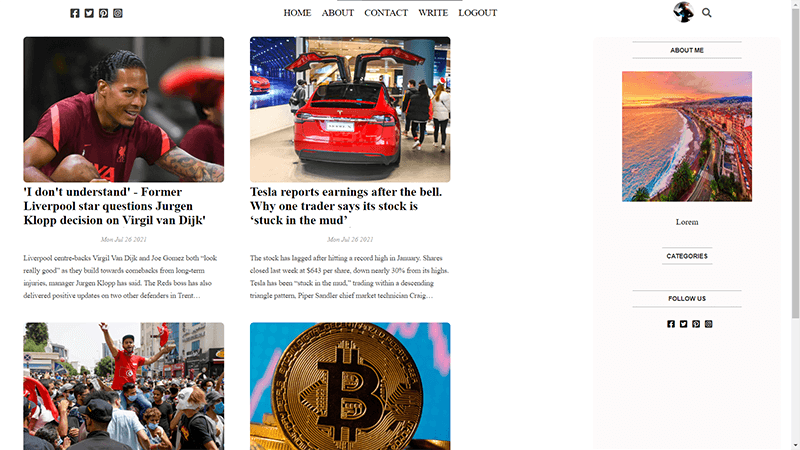 HOME ABOUT CONTACT WRITE LOGOUT
'I don't understand' - Former
Liverpool star questions Jurgen
Klopp decision on Virgil van Dijk'
Mon Jul 26 2021
Liverpool centre-backs Virgil Van Dijk and Joe Gomez both “look
really good” as they build towards comebacks from long-term
injuries, manager Jurgen Klopp has said. The Reds boss has also
delivered positive updates on two other defenders in Trent…
Tesla reports earnings after the bell.
Why one trader says its stock is
‘stuck in the mud’
Mon Jul 26 2021
The stock has lagged after hitting a record high in January. Shares
closed last week at $643 per share, down nearly 30% from its highs.
Tesla has been “stuck in the mud,” trading within a descending
triangle pattern, Piper Sandler chief market technician Craig…
ABOUT ME
Lorem
CATEGORIES
FOLLOW US